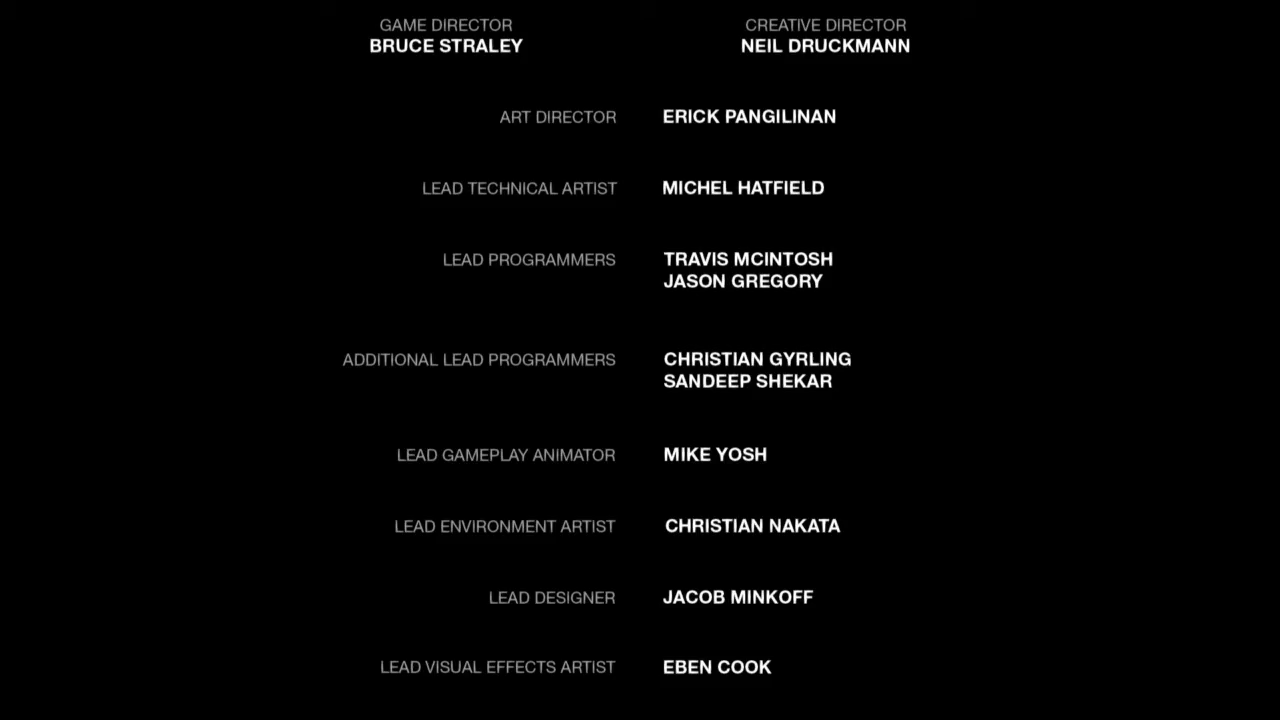 GAME DIRECTOR
BRUCE STRALEY
CREATIVE DIRECTOR
NEIL DRUCKMANN
ART DIRECTOR ERICK PANGILINAN
LEAD TECHNICAL ARTIST MICHEL HATFIELD
LEAD PROGRAMMERS TRAVIS MCINTOSH
JASON GREGORY
ADDITIONAL LEAD PROGRAMMERS CHRISTIAN GYRLING
SANDEEP SHEKAR
LEAD GAMEPLAY ANIMATOR MIKE YOSH
LEAD ENVIRONMENT ARTIST CHRISTIAN NAKATA
LEAD DESIGNER JACOB MINKOFF
LEAD VISUAL EFFECTS ARTIST EBEN COOK